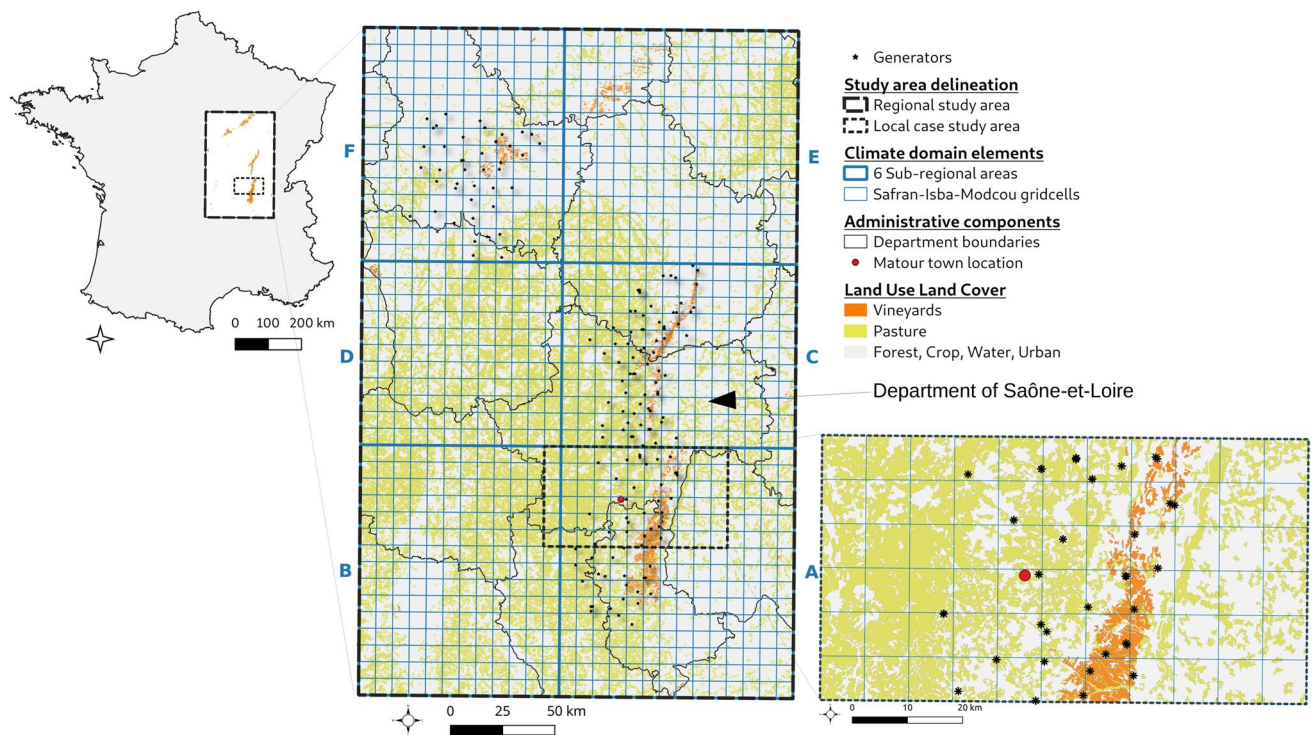 Generators
Study area delineation
Regional study area
Local case study area
Climate domain elements
6 Sub-regional areas
Safran-Isba-Modcou gridcells
Administrative components
Department boundaries
Matour town location
Land Use Land Cover
Vineyards
Pasture
Forest, Crop, Water, Urban
F
E
D
C
B
A
Department of Saône-et-Loire
0 100 200 km
0 25 50 km
0 10 20 km